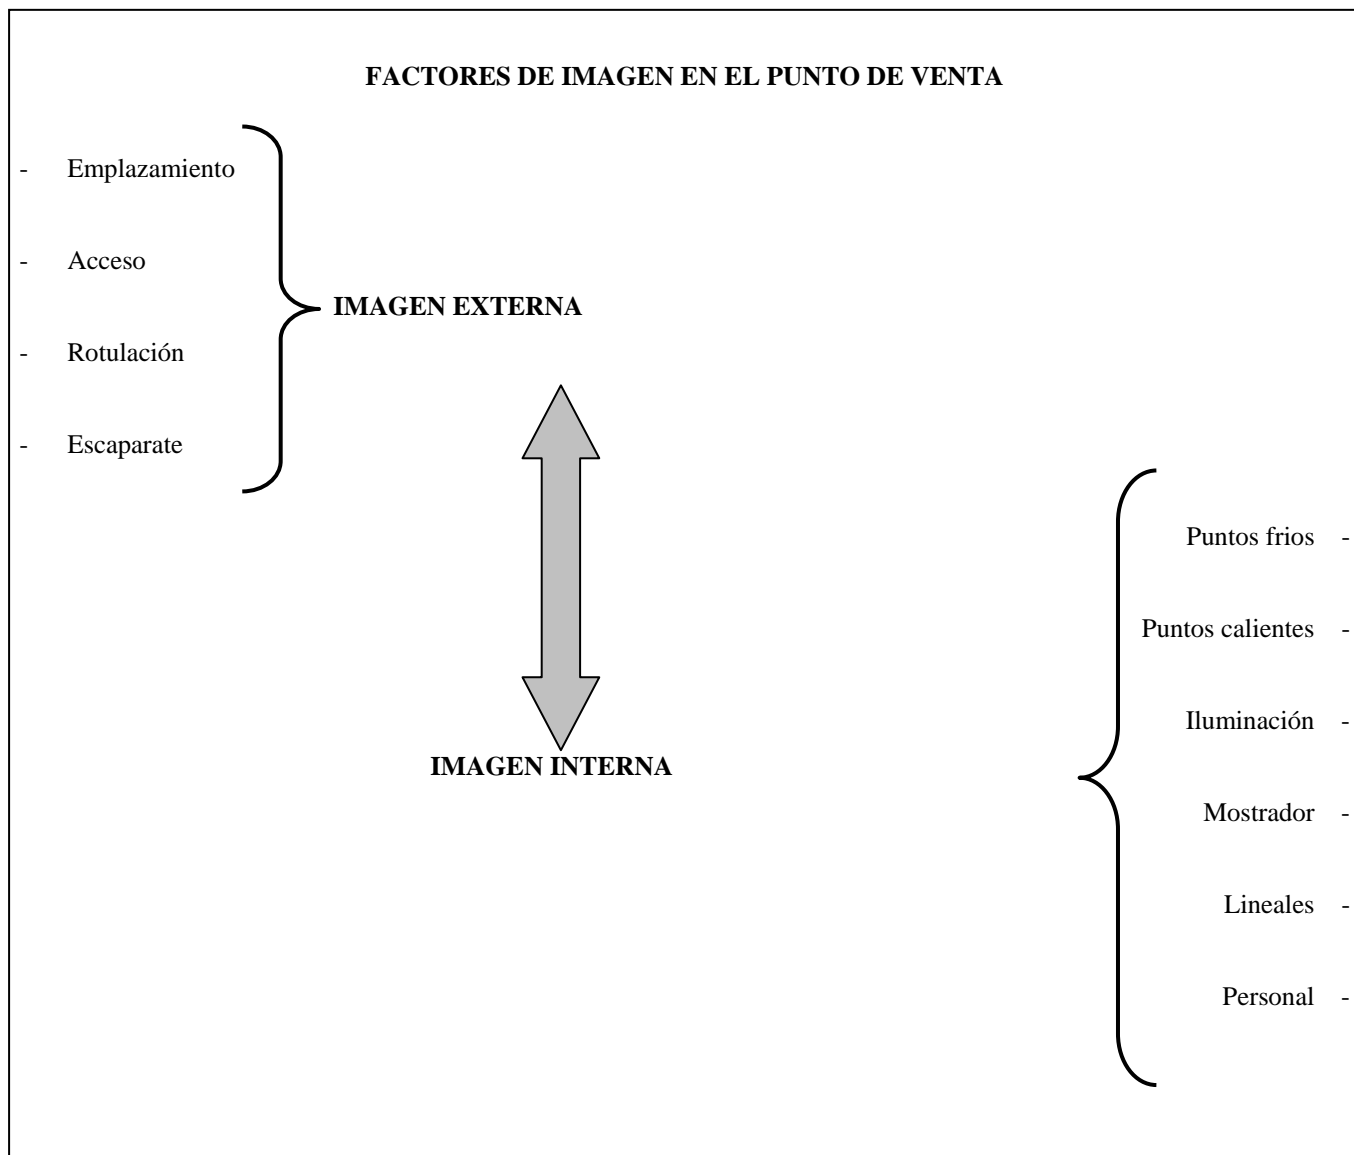 FACTORES DE IMAGEN EN EL PUNTO DE VENTA
- Emplazamiento
- Acceso
IMAGEN EXTERNA
- Rotulación
- Escaparate
Puntos frios -
Puntos calientes -
Iluminación -
IMAGEN INTERNA
Mostrador -
Lineales -
Personal -